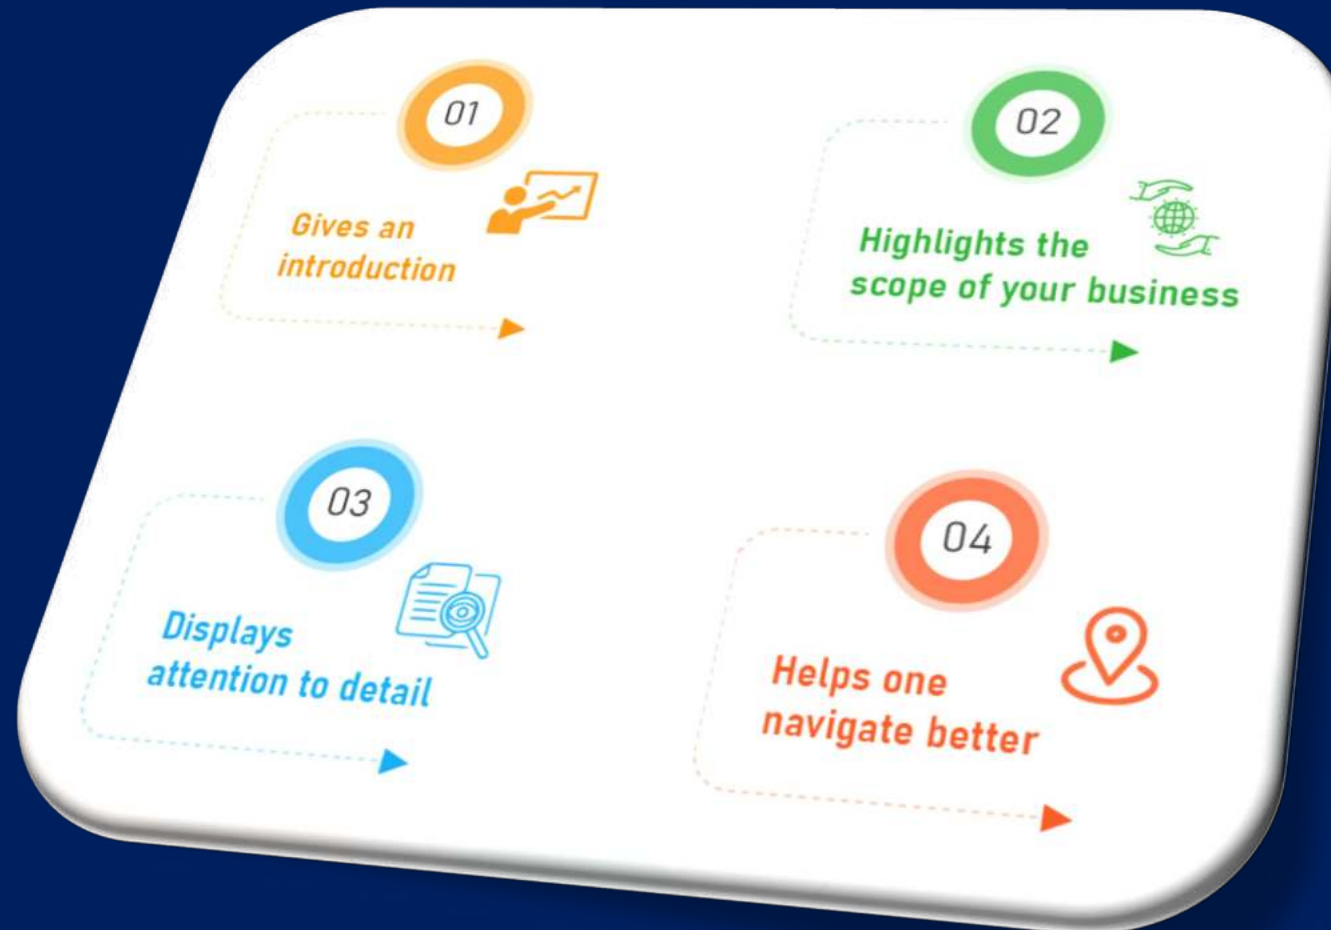 01
Gives an
introduction
02
Highlights the
scope of your business
03
Displays
attention to detail
04
Helps one
navigate better